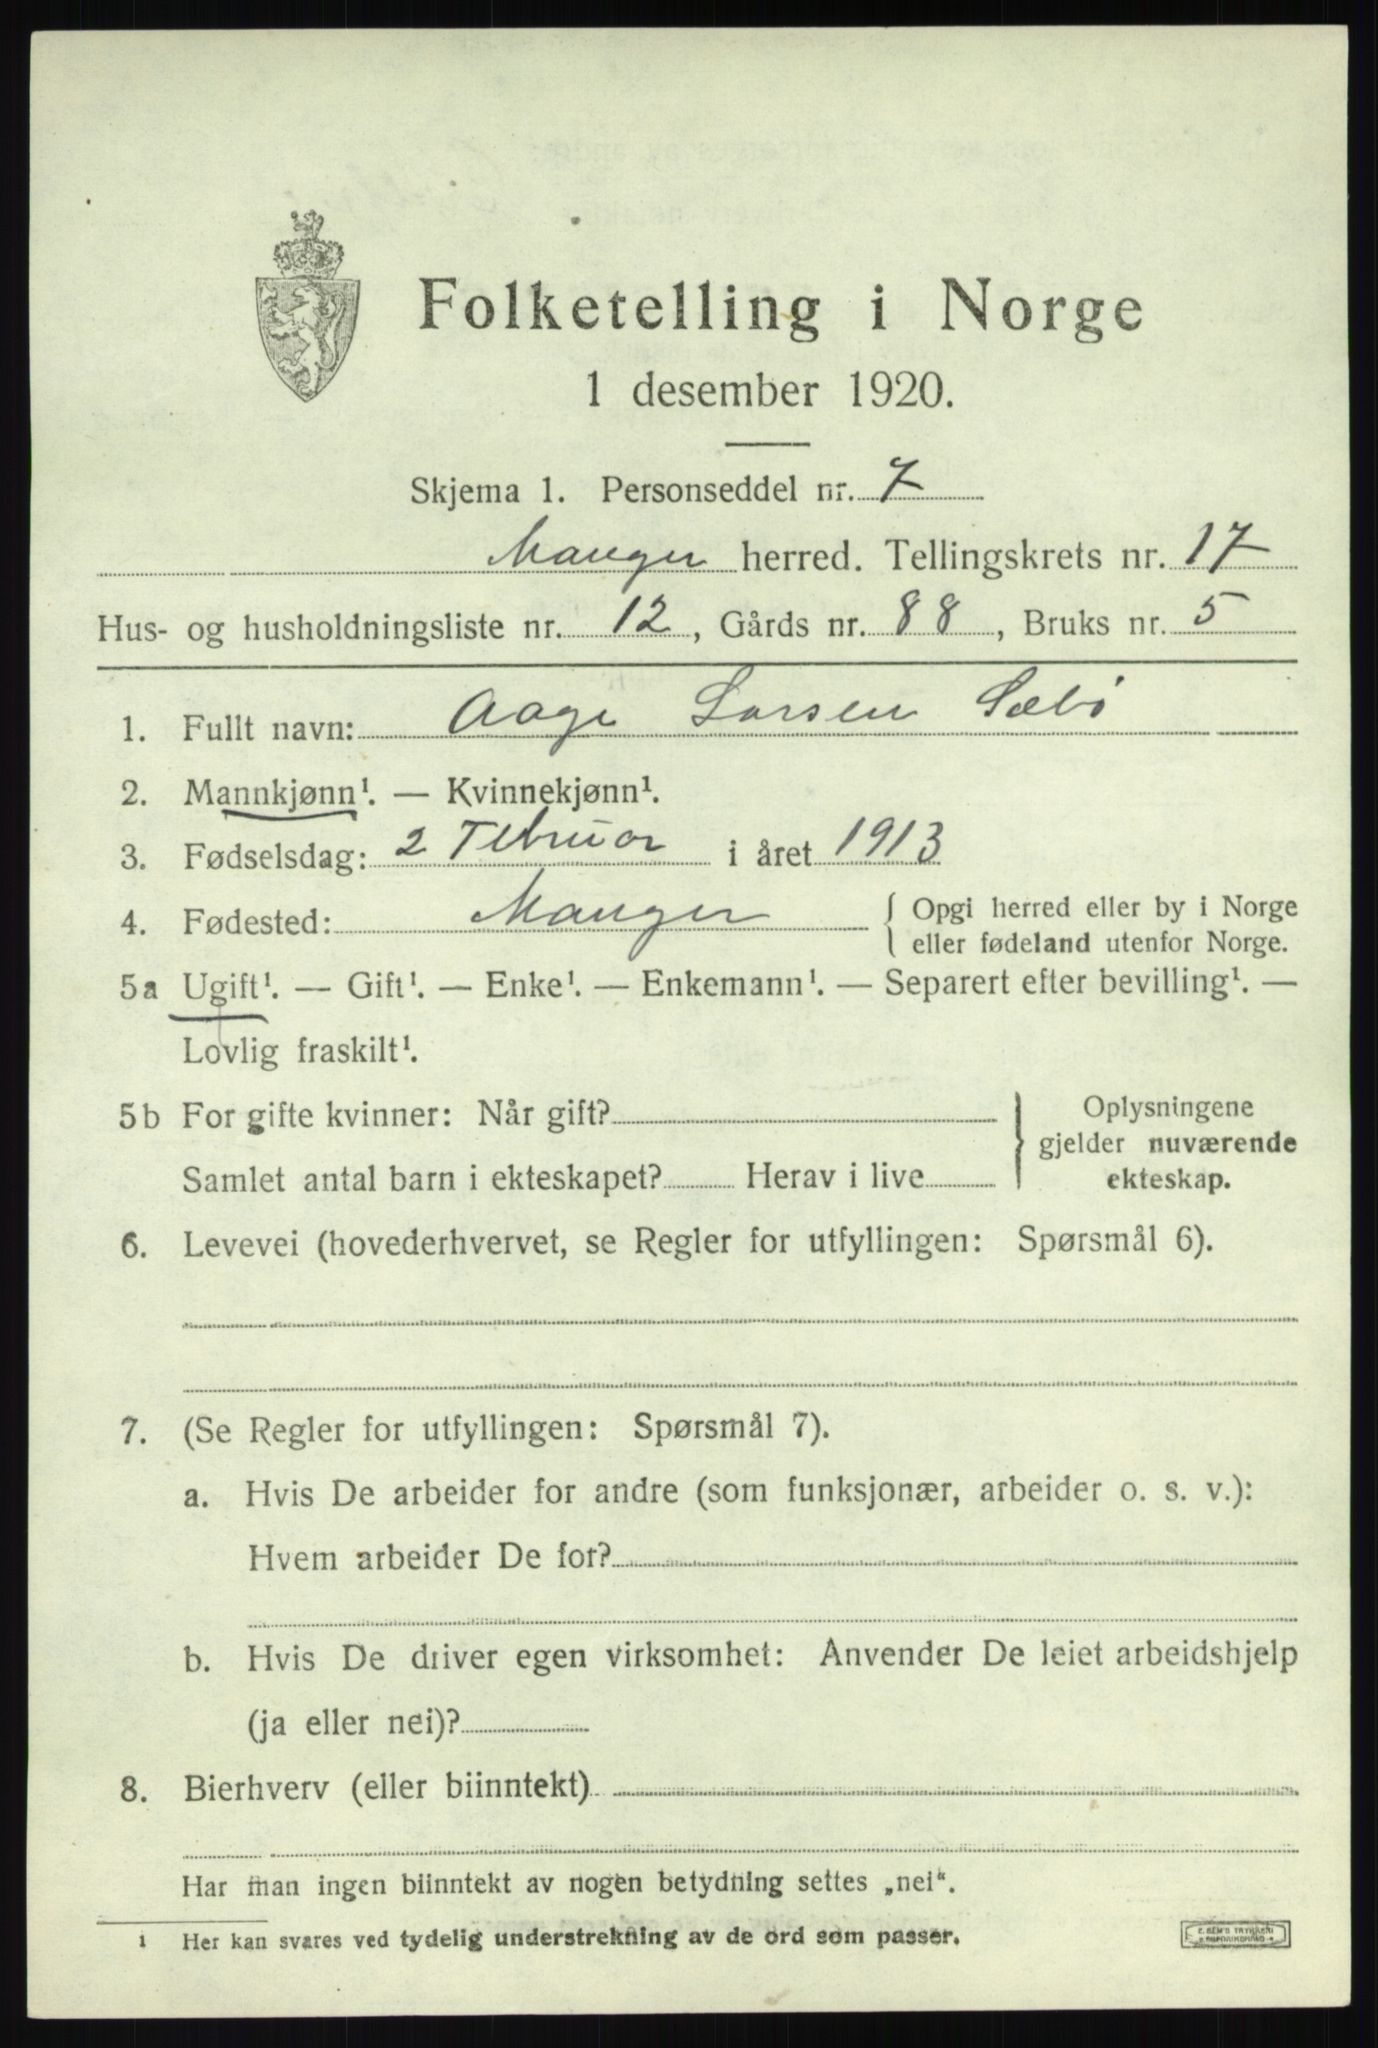 Folketelling i Norge
1 desember 1920.
Skjema 1. Personseddel nr. 7
Manger herred. Tellingskrets nr. 17
Hus- og husholdningsliste nr. 12, Gårds nr. 88, Bruks nr. 5
1. Fullt navn: Aage Larsen Sæbö
2. Mannkjønn¹. — Kvinnekjønn¹.
3. Fødselsdag: 2 Februar i året 1913
4. Fødested: Manger { Opgi herred eller by i Norge
eller fødeland utenfor Norge.
5a Ugift¹. — Gift¹. — Enke¹. — Enkemann¹. — Separert efter bevilling¹. —
Lovlig fraskilt¹.
5b For gifte kvinner: Når gift?
Samlet antal barn i ekteskapet? Herav i live
} Oplysningene
gjelder nuværende
ekteskap.
6. Levevei (hovederhvervet, se Regler for utfyllingen: Spørsmål 6).
7. (Se Regler for utfyllingen: Spørsmål 7).
a. Hvis De arbeider for andre (som funksjonær, arbeider o. s. v.):
Hvem arbeider De for?
b. Hvis De driver egen virksomhet: Anvender De leiet arbeidshjelp
(ja eller nei)?
8. Bierhverv (eller biinntekt)
Har man ingen biinntekt av nogen betydning settes „nei“.
¹ Her kan svares ved tydelig understrekning av de ord som passer.